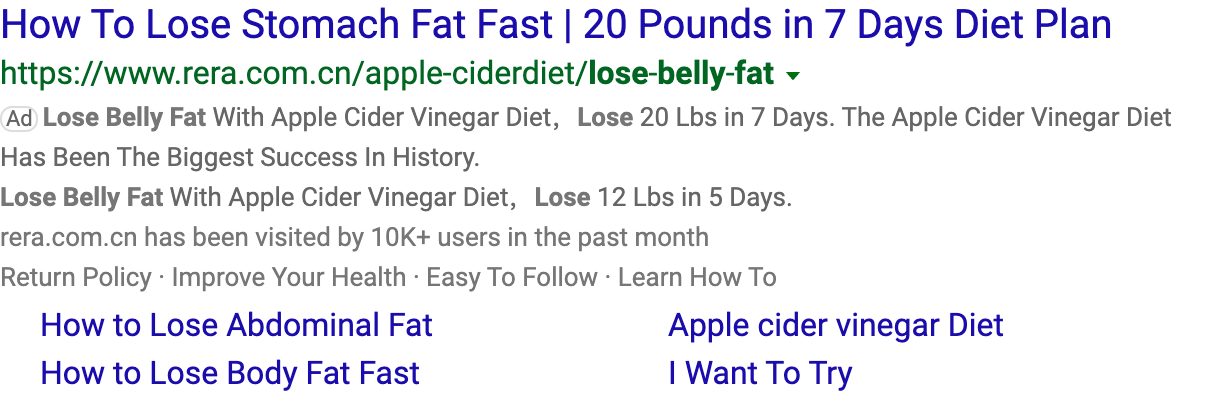 How To Lose Stomach Fat Fast | 20 Pounds in 7 Days Diet Plan
https://www.rera.com.cn/apple-ciderdiet/lose-belly-fat
Ad Lose Belly Fat With Apple Cider Vinegar Diet，Lose 20 Lbs in 7 Days. The Apple Cider Vinegar Diet
Has Been The Biggest Success In History.
Lose Belly Fat With Apple Cider Vinegar Diet，Lose 12 Lbs in 5 Days.
rera.com.cn has been visited by 10K+ users in the past month
Return Policy · Improve Your Health · Easy To Follow · Learn How To
How to Lose Abdominal Fat Apple cider vinegar Diet
How to Lose Body Fat Fast I Want To Try